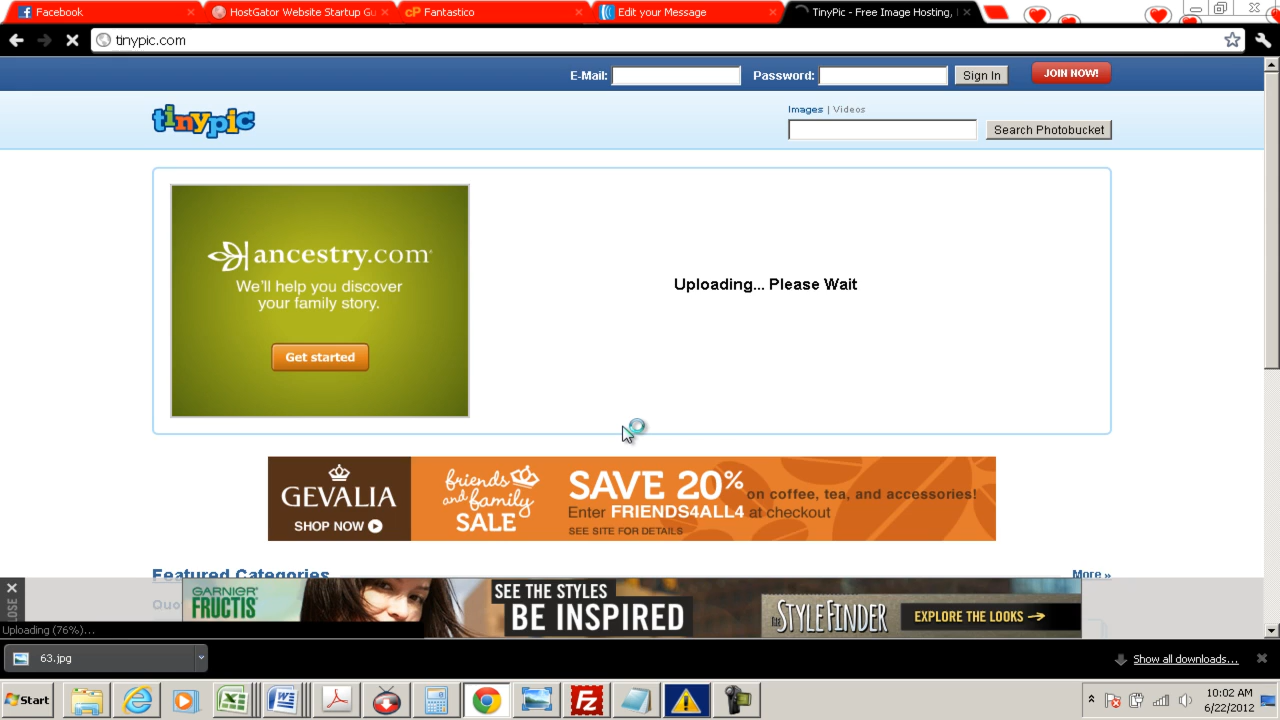 Facebook
HostGator Website Startup Gu
cP Fantastico
Edit your Message
TinyPic - Free Image Hosting,
tinypic.com
E-Mail:
Password:
Sign In
JOIN NOW!
tinypic
Images | Videos
Search Photobucket
ancestry.com
We'll help you discover
your family story.
Get started
Uploading... Please Wait
GEVALIA
SHOP NOW
friends
and family
SALE
SAVE 20%
on coffee, tea, and accessories!
Enter FRIENDS4ALL4 at checkout
SEE SITE FOR DETAILS
Featured Categories
More »
CLOSE
GARNIER
FRUCTIS
SEE THE STYLES
BE INSPIRED
THE STYLEFINDER
EXPLORE THE LOOKS
Uploading (76%)...
63.jpg
Show all downloads...
Start
10:02 AM
6/22/2012